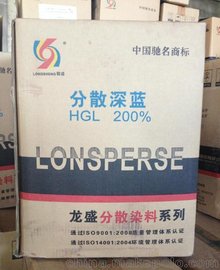 中国驰名商标
LONGSHENG 龙盛
分散深蓝
HGL 200%
LONSPERSE
龙盛分散染料系列
通过ISO9001:2008质量管理体系认证
通过ISO14001:2004环境管理体系认证